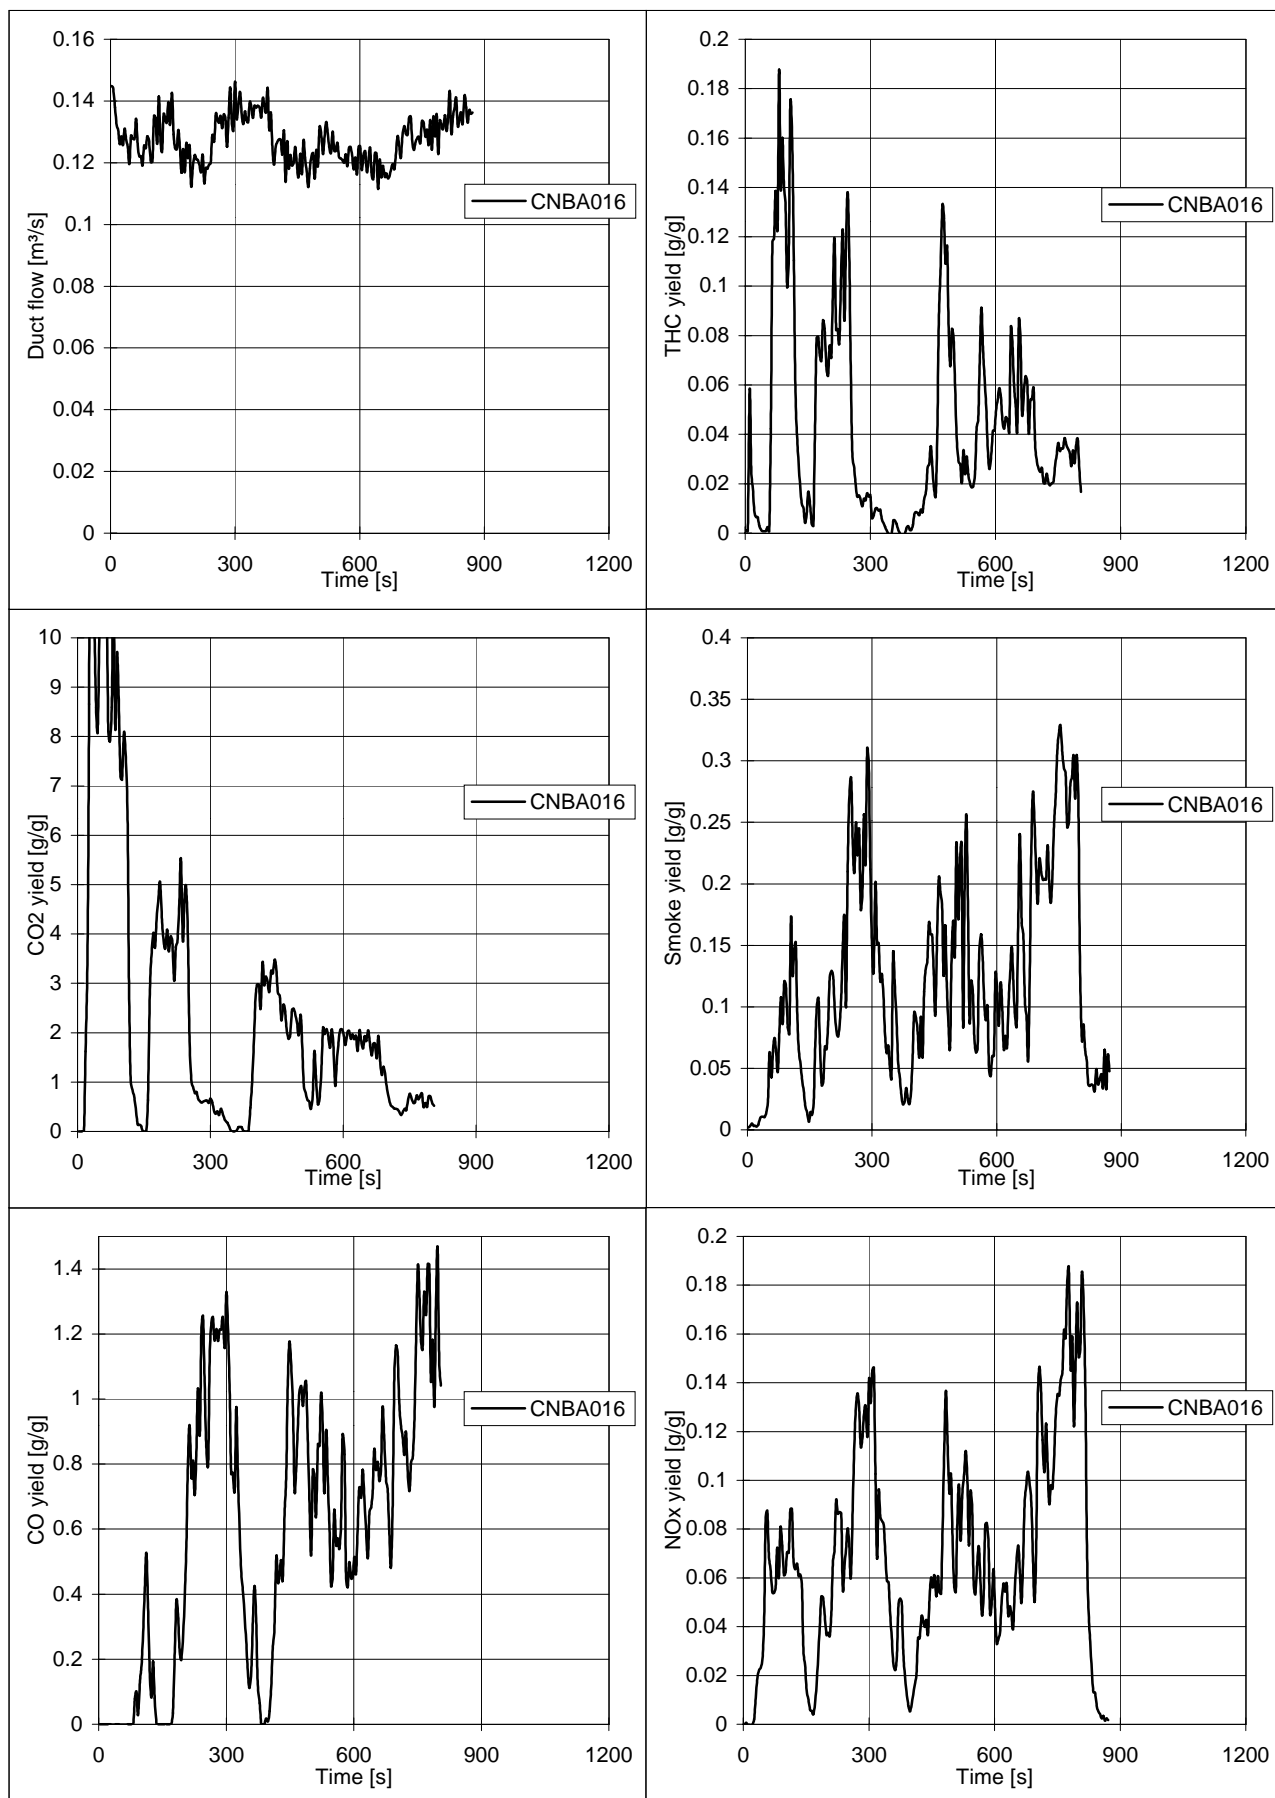 0.16
0.14
0.12
0.1
0.08
0.06
0.04
0.02
0
0 300 600 900 1200
Duct flow [m³/s]
Time [s]
CNBA016
0.2
0.18
0.16
0.14
0.12
0.1
0.08
0.06
0.04
0.02
0
0 300 600 900 1200
THC yield [g/g]
Time [s]
CNBA016
10
9
8
7
6
5
4
3
2
1
0
0 300 600 900 1200
CO2 yield [g/g]
Time [s]
CNBA016
0.4
0.35
0.3
0.25
0.2
0.15
0.1
0.05
0
0 300 600 900 1200
Smoke yield [g/g]
Time [s]
CNBA016
1.4
1.2
1
0.8
0.6
0.4
0.2
0
0 300 600 900 1200
CO yield [g/g]
Time [s]
CNBA016
0.2
0.18
0.16
0.14
0.12
0.1
0.08
0.06
0.04
0.02
0
0 300 600 900 1200
NOx yield [g/g]
Time [s]
CNBA016